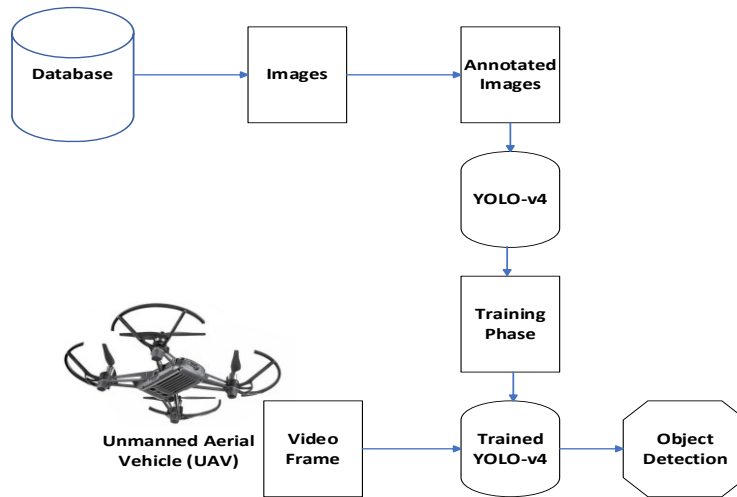 Database
Images
Annotated
Images
YOLO-v4
Training
Phase
Unmanned Aerial
Vehicle (UAV)
Video
Frame
Trained
YOLO-v4
Object
Detection